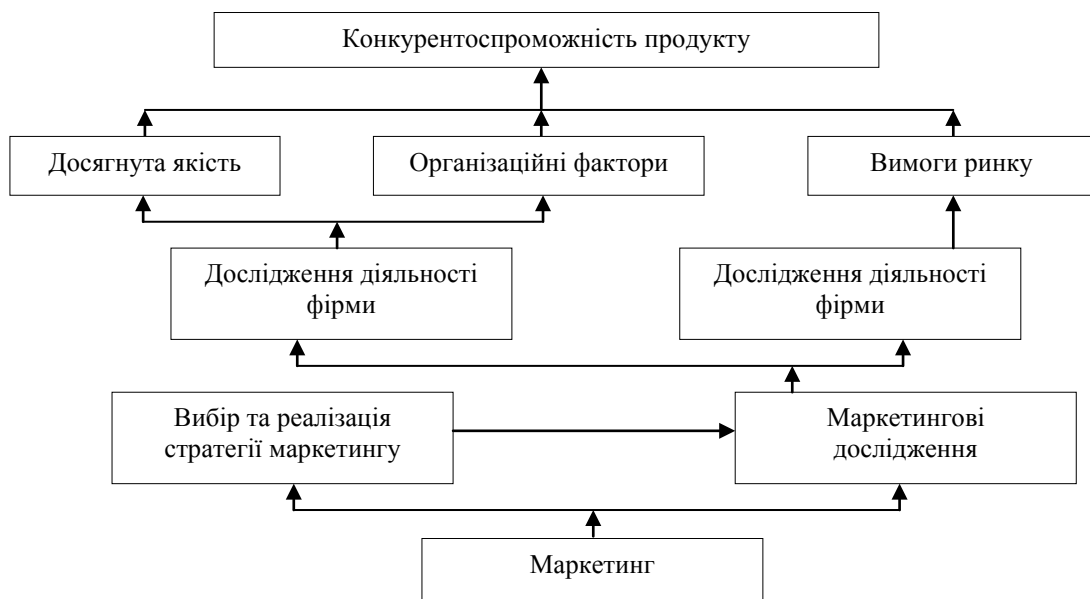 Конкурентоспроможність продукту
Досягнута якість
Організаційні фактори
Вимоги ринку
Дослідження діяльності
фірми
Дослідження діяльності
фірми
Вибір та реалізація
стратегії маркетингу
Маркетингові
дослідження
Маркетинг